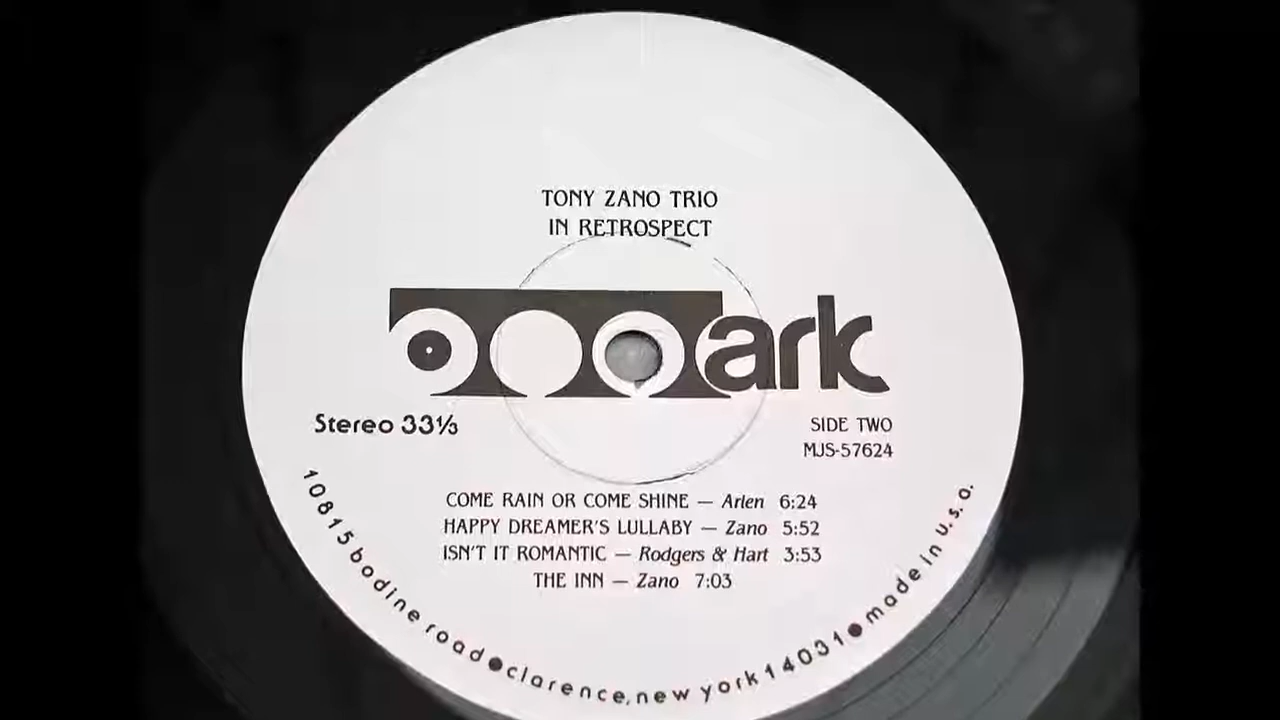 TONY ZANO TRIO
IN RETROSPECT
mark
Stereo 33⅓
SIDE TWO
MJS-57624
COME RAIN OR COME SHINE — Arlen 6:24
HAPPY DREAMER'S LULLABY — Zano 5:52
ISN'T IT ROMANTIC — Rodgers & Hart 3:53
THE INN — Zano 7:03
10815 bodine road●clarence, new york 14031●made in u.s.a.